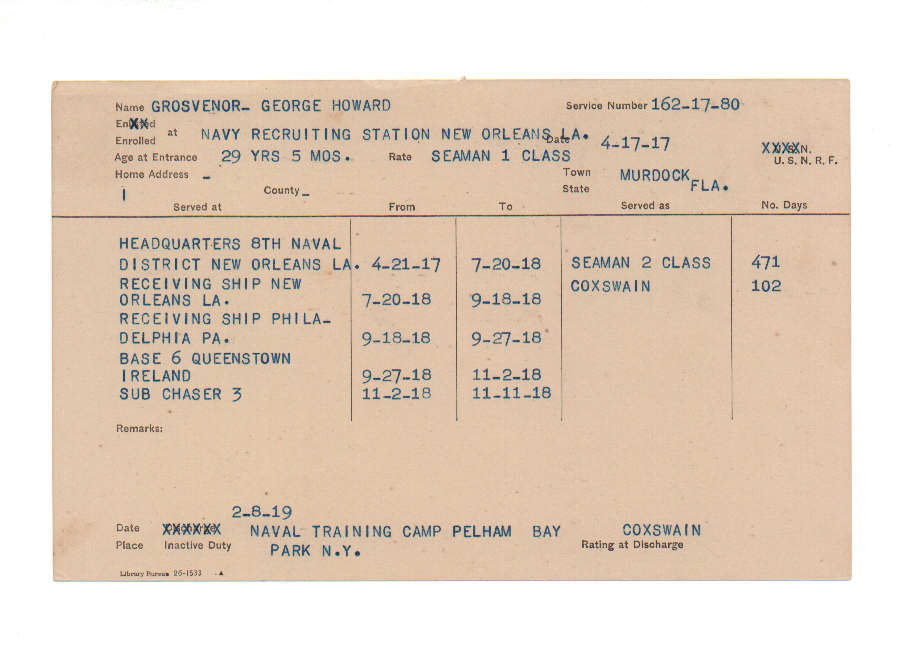 Name GROSVENOR- GEORGE HOWARD Service Number 162-17-80
Enrolled at NAVY RECRUITING STATION NEW ORLEANS LA. Date 4-17-17
Age at Entrance 29 YRS 5 MOS. Rate SEAMAN 1 CLASS U. S. N. R. F.
Home Address - Town MURDOCK
County - State FLA.
1
Served at From To Served as No. Days
HEADQUARTERS 8TH NAVAL
DISTRICT NEW ORLEANS LA. 4-21-17 7-20-18 SEAMAN 2 CLASS 471
RECEIVING SHIP NEW COXSWAIN 102
ORLEANS LA. 7-20-18 9-18-18
RECEIVING SHIP PHILA-
DELPHIA PA. 9-18-18 9-27-18
BASE 6 QUEENSTOWN
IRELAND 9-27-18 11-2-18
SUB CHASER 3 11-2-18 11-11-18
Remarks:
2-8-19
Date XXXXXX NAVAL TRAINING CAMP PELHAM BAY COXSWAIN
Place Inactive Duty PARK N.Y. Rating at Discharge
Library Bureau 26-1533